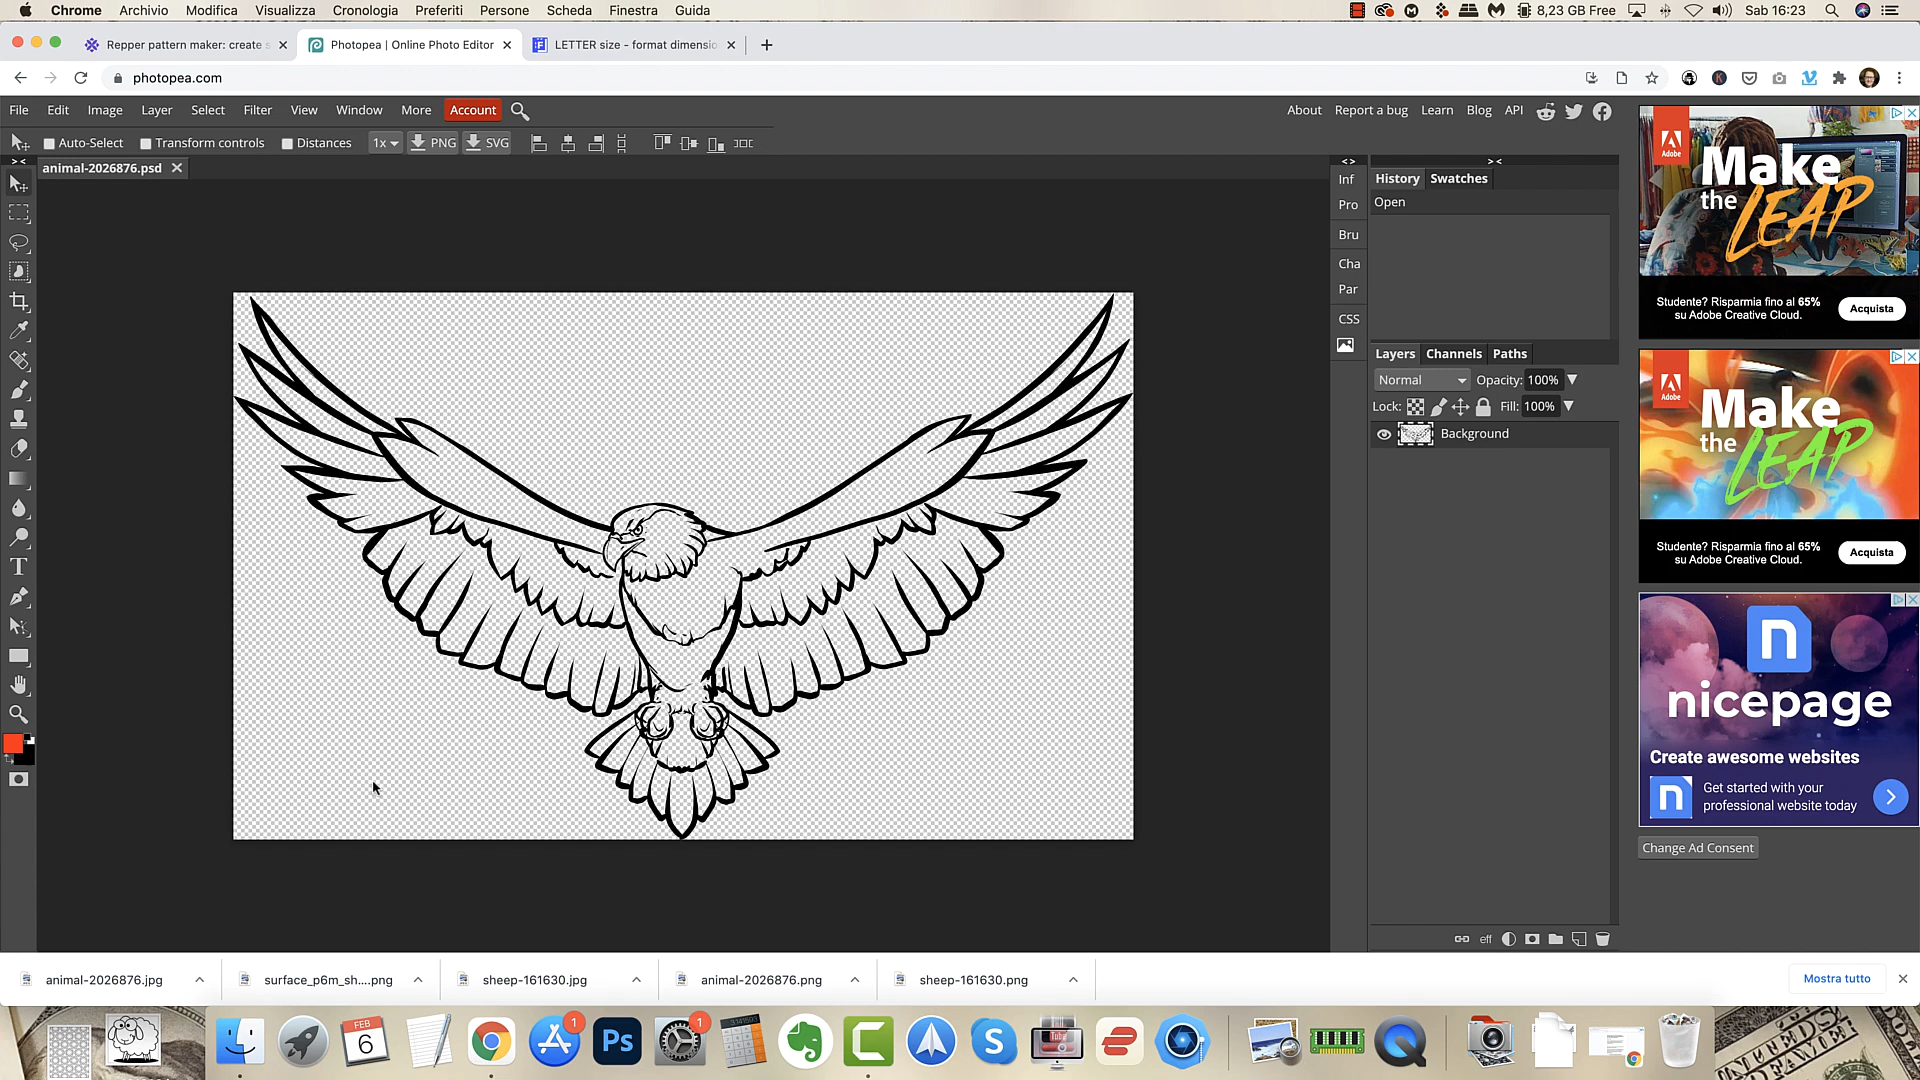 Chrome Archivio Modifica Visualizza Cronologia Preferiti Persone Scheda Finestra Guida 8,23 GB Free Sab 16:23
Repper pattern maker: create s Photopea | Online Photo Editor LETTER size - format dimensio
photopea.com
File Edit Image Layer Select Filter View Window More Account About Report a bug Learn Blog API
Auto-Select Transform controls Distances 1x PNG SVG
animal-2026876.psd
Inf
Pro
Bru
Cha
Par
CSS
History Swatches
Open
Layers Channels Paths
Normal Opacity: 100%
Lock: Fill: 100%
Background
eff
Adobe
Make
the LEAP
Studente? Risparmia fino al 65%
su Adobe Creative Cloud.
Acquista
Adobe
Make
the LEAP
Studente? Risparmia fino al 65%
su Adobe Creative Cloud.
Acquista
n
nicepage
Create awesome websites
n
Get started with your
professional website today
Change Ad Consent
animal-2026876.jpg surface_p6m_sh....png sheep-161630.jpg animal-2026876.png sheep-161630.png Mostra tutto
FEB
6
1
Ps
1
S